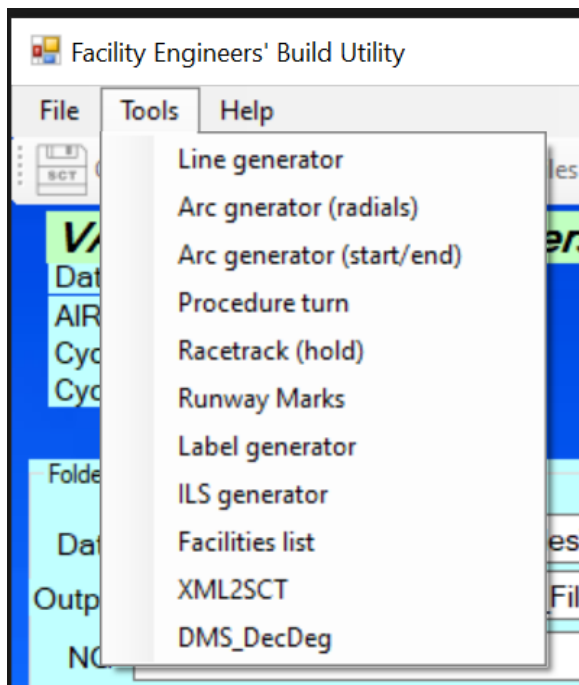 Facility Engineers' Build Utility
File Tools Help
Line generator
SCT
Arc gnerator (radials)
Arc generator (start/end)
Procedure turn
AIR
Racetrack (hold)
Runway Marks
Label generator
ILS generator
Facilities list
XML2SCT
DMS_DecDeg